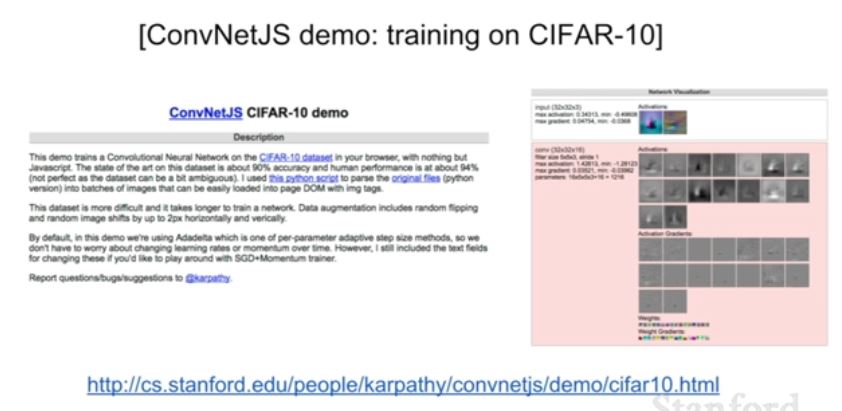 [ConvNetJS demo: training on CIFAR-10]
ConvNetJS CIFAR-10 demo
Description
This demo trains a Convolutional Neural Network on the CIFAR-10 dataset in your browser, with nothing but
Javascript. The state of the art on this dataset is about 90% accuracy and human performance is at about 94%
(not perfect as the dataset can be a bit ambiguous). I used this python script to parse the original files (python
version) into batches of images that can be easily loaded into page DOM with img tags.
This dataset is more difficult and it takes longer to train a network. Data augmentation includes random flipping
and random image shifts by up to 2px horizontally and verically.
By default, in this demo we're using Adadelta which is one of per-parameter adaptive step size methods, so we
don't have to worry about changing learning rates or momentum over time. However, I still included the text fields
for changing these if you'd like to play around with SGD+Momentum trainer.
Report questions/bugs/suggestions to @karpathy.
Network Visualization
input (32x32x3)
max activation: 0.34313, min: -0.49608
max gradient: 0.04754, min: -0.0368
Activations:
conv (32x32x16)
filter size 5x5x3, stride 1
max activation: 1.42613, min: -1.28123
max gradient: 0.03521, min: -0.03962
parameters: 16x5x5x3+16 = 1216
Activations:
Activation Gradients:
Weights:
Weight Gradients:
http://cs.stanford.edu/people/karpathy/convnetjs/demo/cifar10.html
Stanford